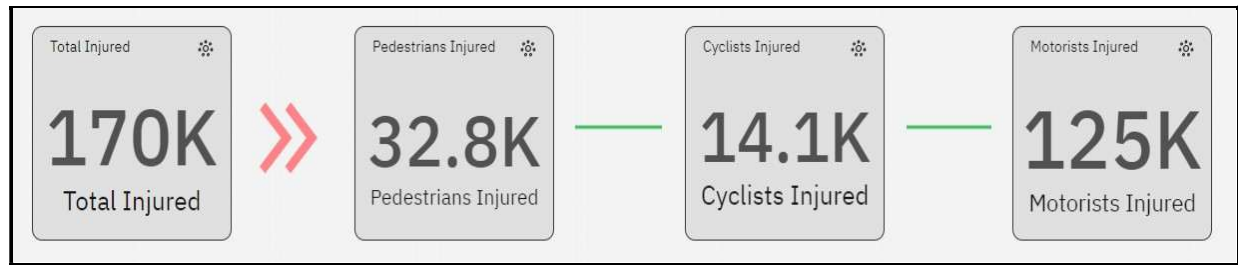 Total Injured
170K
Total Injured
Pedestrians Injured
32.8K
Pedestrians Injured
Cyclists Injured
14.1K
Cyclists Injured
Motorists Injured
125K
Motorists Injured